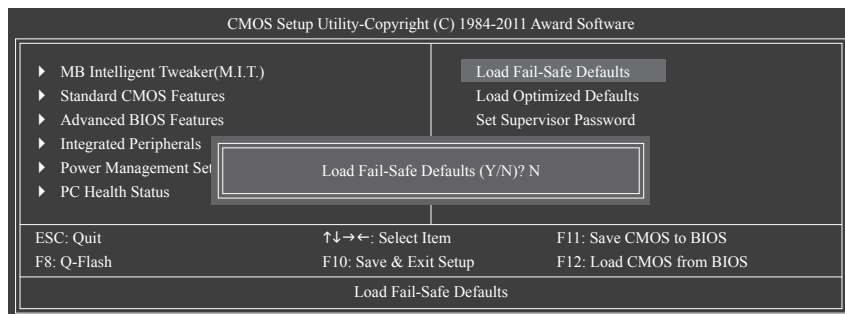 CMOS Setup Utility-Copyright (C) 1984-2011 Award Software
MB Intelligent Tweaker(M.I.T.)
Standard CMOS Features
Advanced BIOS Features
Integrated Peripherals
Power Management Set
PC Health Status
Load Fail-Safe Defaults
Load Optimized Defaults
Set Supervisor Password
Load Fail-Safe Defaults (Y/N)? N
ESC: Quit
↑↓→←: Select Item
F11: Save CMOS to BIOS
F8: Q-Flash
F10: Save & Exit Setup
F12: Load CMOS from BIOS
Load Fail-Safe Defaults